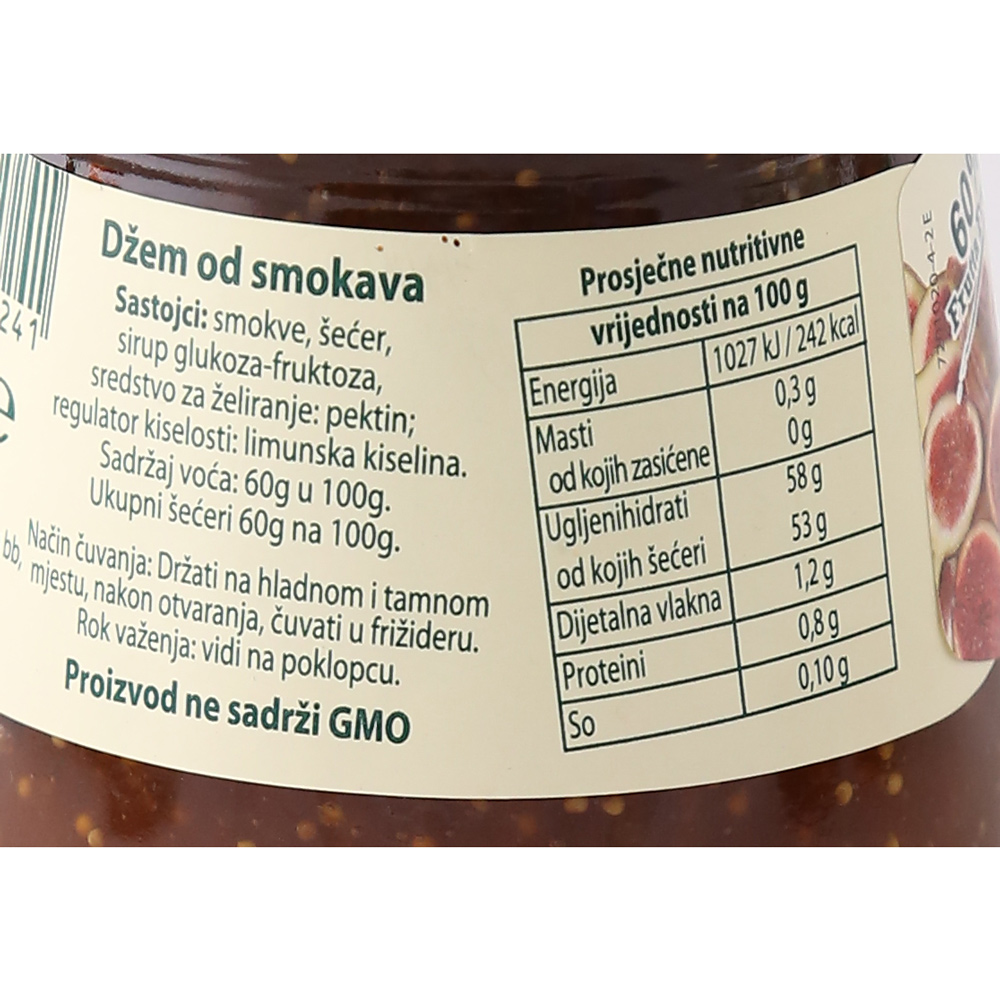 241
Džem od smokava
Sastojci: smokve, šećer,
sirup glukoza-fruktoza,
sredstvo za želiranje: pektin;
regulator kiselosti: limunska kiselina.
Sadržaj voća: 60g u 100g.
Ukupni šećeri 60g na 100g.
bb, Način čuvanja: Držati na hladnom i tamnom
mjestu, nakon otvaranja, čuvati u frižideru.
Rok važenja: vidi na poklopcu.
Proizvod ne sadrži GMO
Prosječne nutritivne
vrijednosti na 100 g
Energija 1027 kJ / 242 kcal
Masti 0,3 g
od kojih zasićene 0 g
Ugljenihidrati 58 g
od kojih šećeri 53 g
Dijetalna vlakna 1,2 g
Proteini 0,8 g
So 0,10 g
60